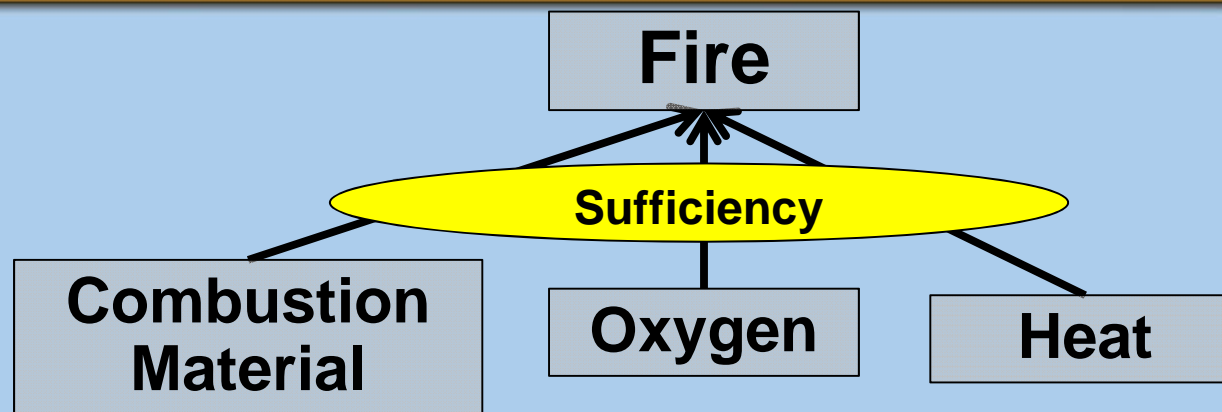 Fire
Sufficiency
Combustion
Material
Oxygen
Heat